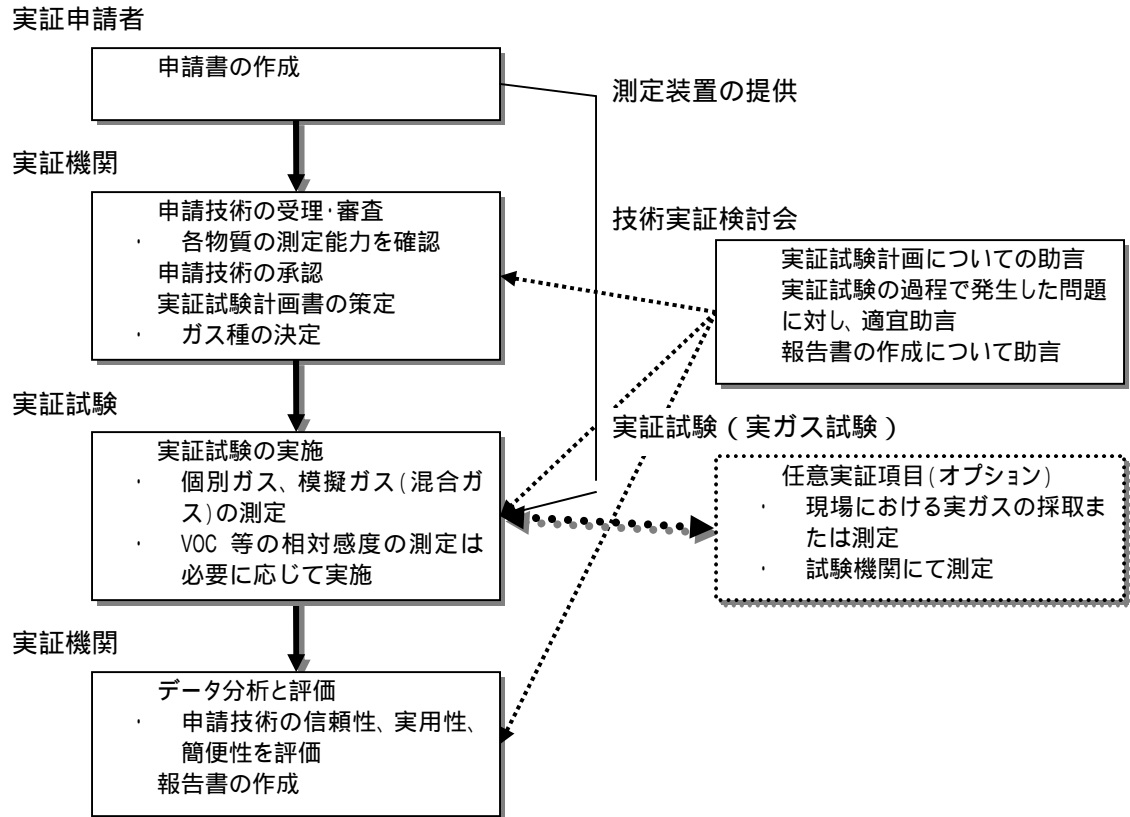 実証申請者
申請書の作成
測定装置の提供
実証機関
申請技術の受理・審査
・ 各物質の測定能力を確認
申請技術の承認
実証試験計画書の策定
・ ガス種の決定
技術実証検討会
実証試験計画についての助言
実証試験の過程で発生した問題
に対し、適宜助言
報告書の作成について助言
実証試験
実証試験の実施
・ 個別ガス、模擬ガス(混合ガ
ス)の測定
・ VOC 等の相対感度の測定は
必要に応じて実施
実証試験（実ガス試験）
任意実証項目(オプション)
・ 現場における実ガスの採取ま
たは測定
・ 試験機関にて測定
実証機関
データ分析と評価
・ 申請技術の信頼性、実用性、
簡便性を評価
報告書の作成